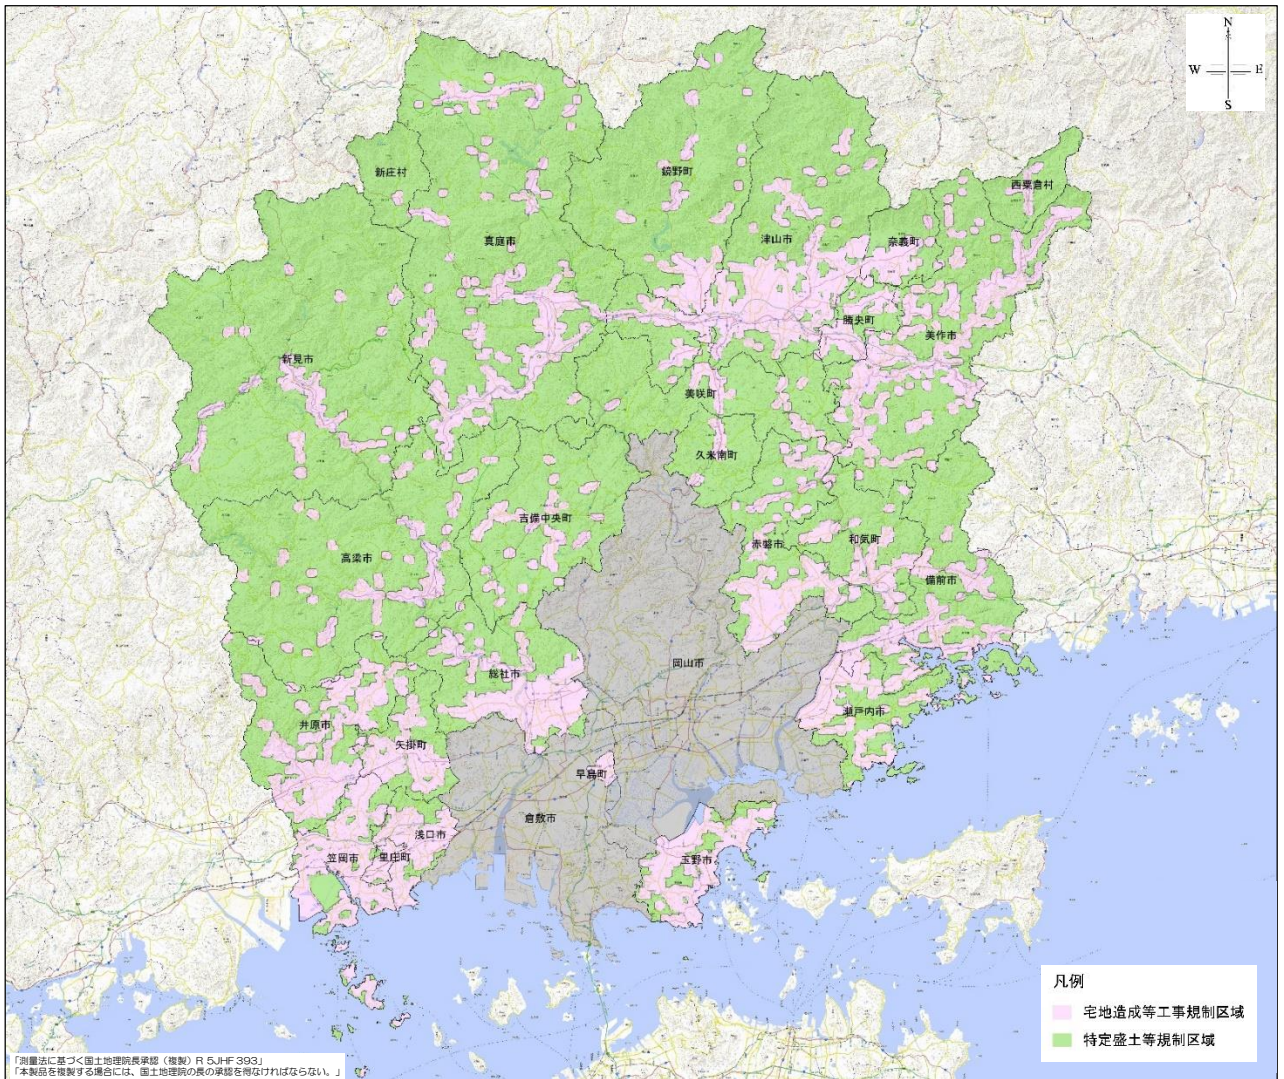 N
W E
S
新庄村
鏡野町
西粟倉村
真庭市
津山市
奈義町
勝央町
美作市
新見市
美咲町
久米南町
吉備中央町
高梁市
赤磐市
和気町
備前市
岡山市
総社市
瀬戸内市
井原市
矢掛町
早島町
倉敷市
浅口市
笠岡市
里庄町
玉野市
凡例
宅地造成等工事規制区域
特定盛土等規制区域
「測量法に基づく国土地理院長承認（複製）R 5JHF 393」
「本製品を複製する場合には、国土地理院の長の承認を得なければならない。」